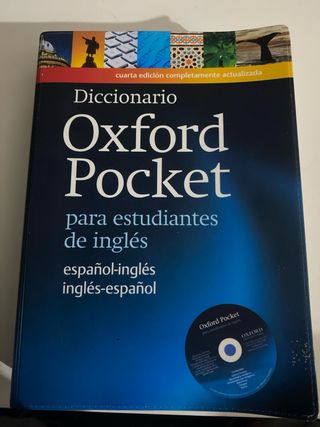 cuarta edición completamente actualizada
Diccionario
Oxford
Pocket
para estudiantes
de inglés
español-inglés
inglés-español
Oxford Pocket
OXFORD